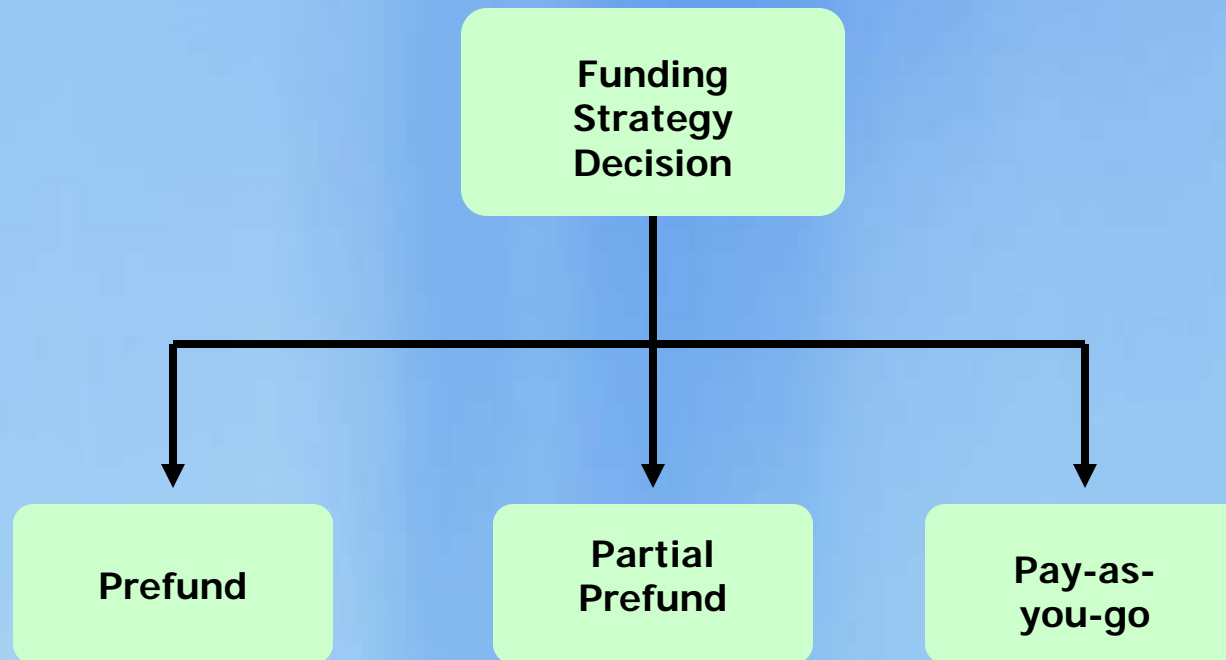 Funding
Strategy
Decision
Prefund
Partial
Prefund
Pay-as-
you-go